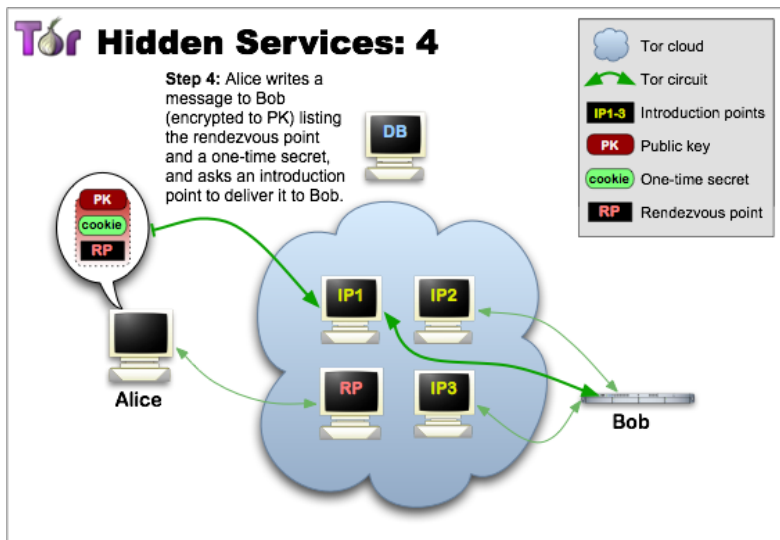 Tor Hidden Services: 4
Step 4: Alice writes a
message to Bob
(encrypted to PK) listing
the rendezvous point
and a one-time secret,
and asks an introduction
point to deliver it to Bob.
DB
Tor cloud
Tor circuit
IP1-3 Introduction points
PK Public key
cookie One-time secret
RP Rendezvous point
PK
cookie
RP
IP1
IP2
Alice
RP
IP3
Bob